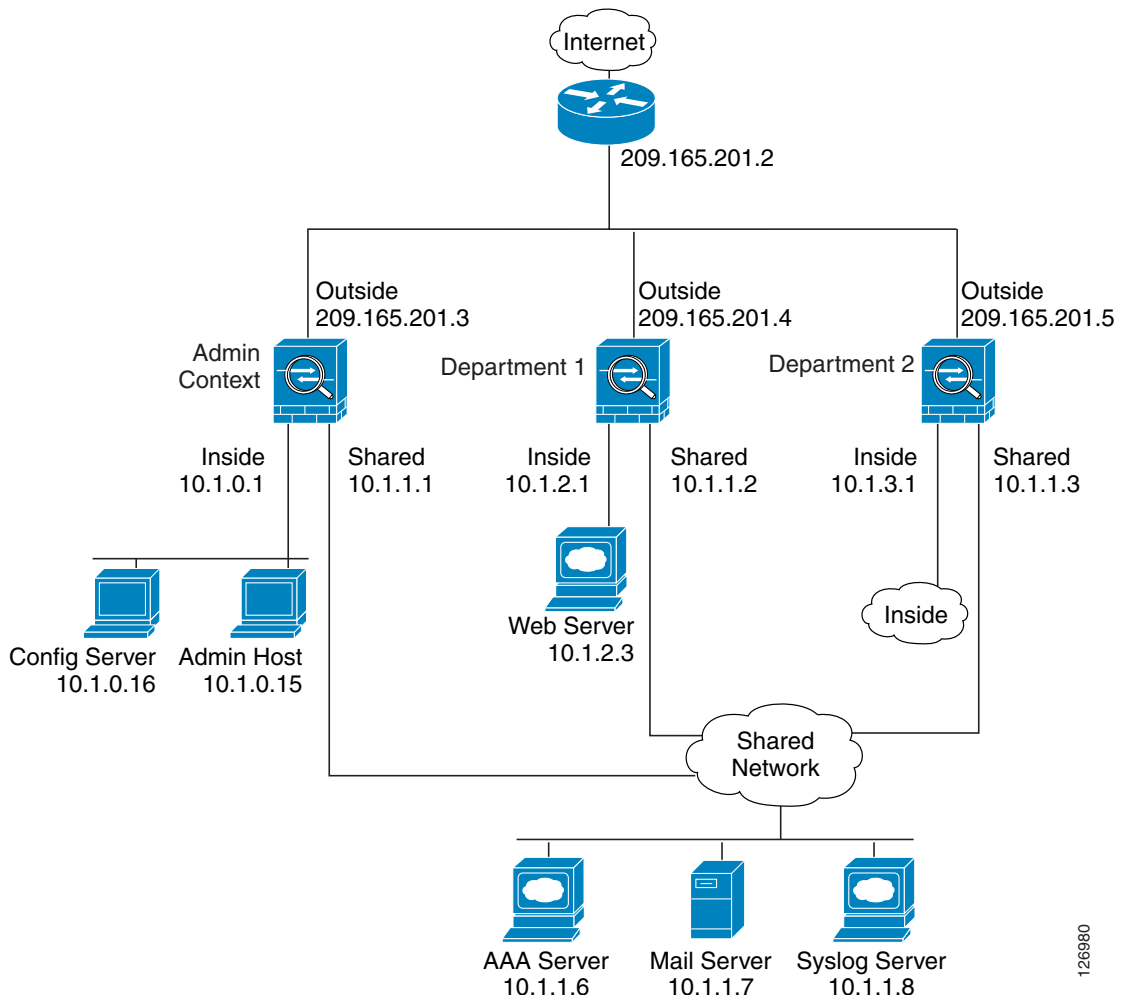 Internet
209.165.201.2
Outside
209.165.201.3
Outside
209.165.201.4
Outside
209.165.201.5
Admin
Context
Department 1
Department 2
Inside
10.1.0.1
Shared
10.1.1.1
Inside
10.1.2.1
Shared
10.1.1.2
Inside
10.1.3.1
Shared
10.1.1.3
Config Server
10.1.0.16
Admin Host
10.1.0.15
Web Server
10.1.2.3
Inside
Shared
Network
AAA Server
10.1.1.6
Mail Server
10.1.1.7
Syslog Server
10.1.1.8
126980